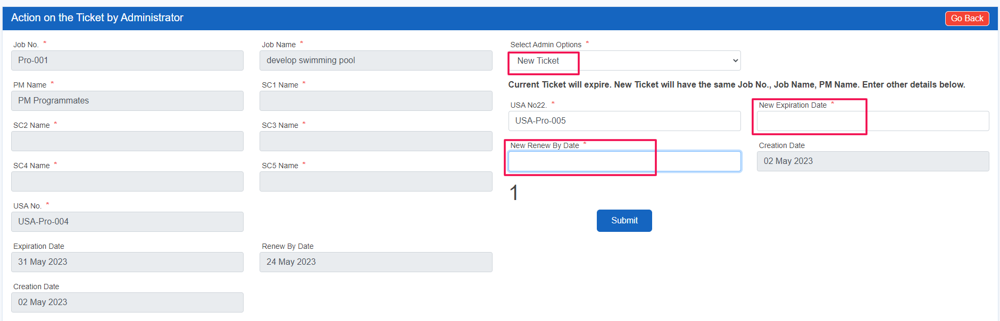 Action on the Ticket by Administrator
Go Back
Job No. *
Pro-001
Job Name *
develop swimming pool
PM Name *
PM Programmates
SC1 Name *
SC2 Name *
SC3 Name *
SC4 Name *
SC5 Name *
USA No. *
USA-Pro-004
Expiration Date
31 May 2023
Renew By Date
24 May 2023
Creation Date
02 May 2023
Select Admin Options *
New Ticket
Current Ticket will expire. New Ticket will have the same Job No., Job Name, PM Name. Enter other details below.
USA No22. *
USA-Pro-005
New Expiration Date *
New Renew By Date *
Creation Date
02 May 2023
1
Submit